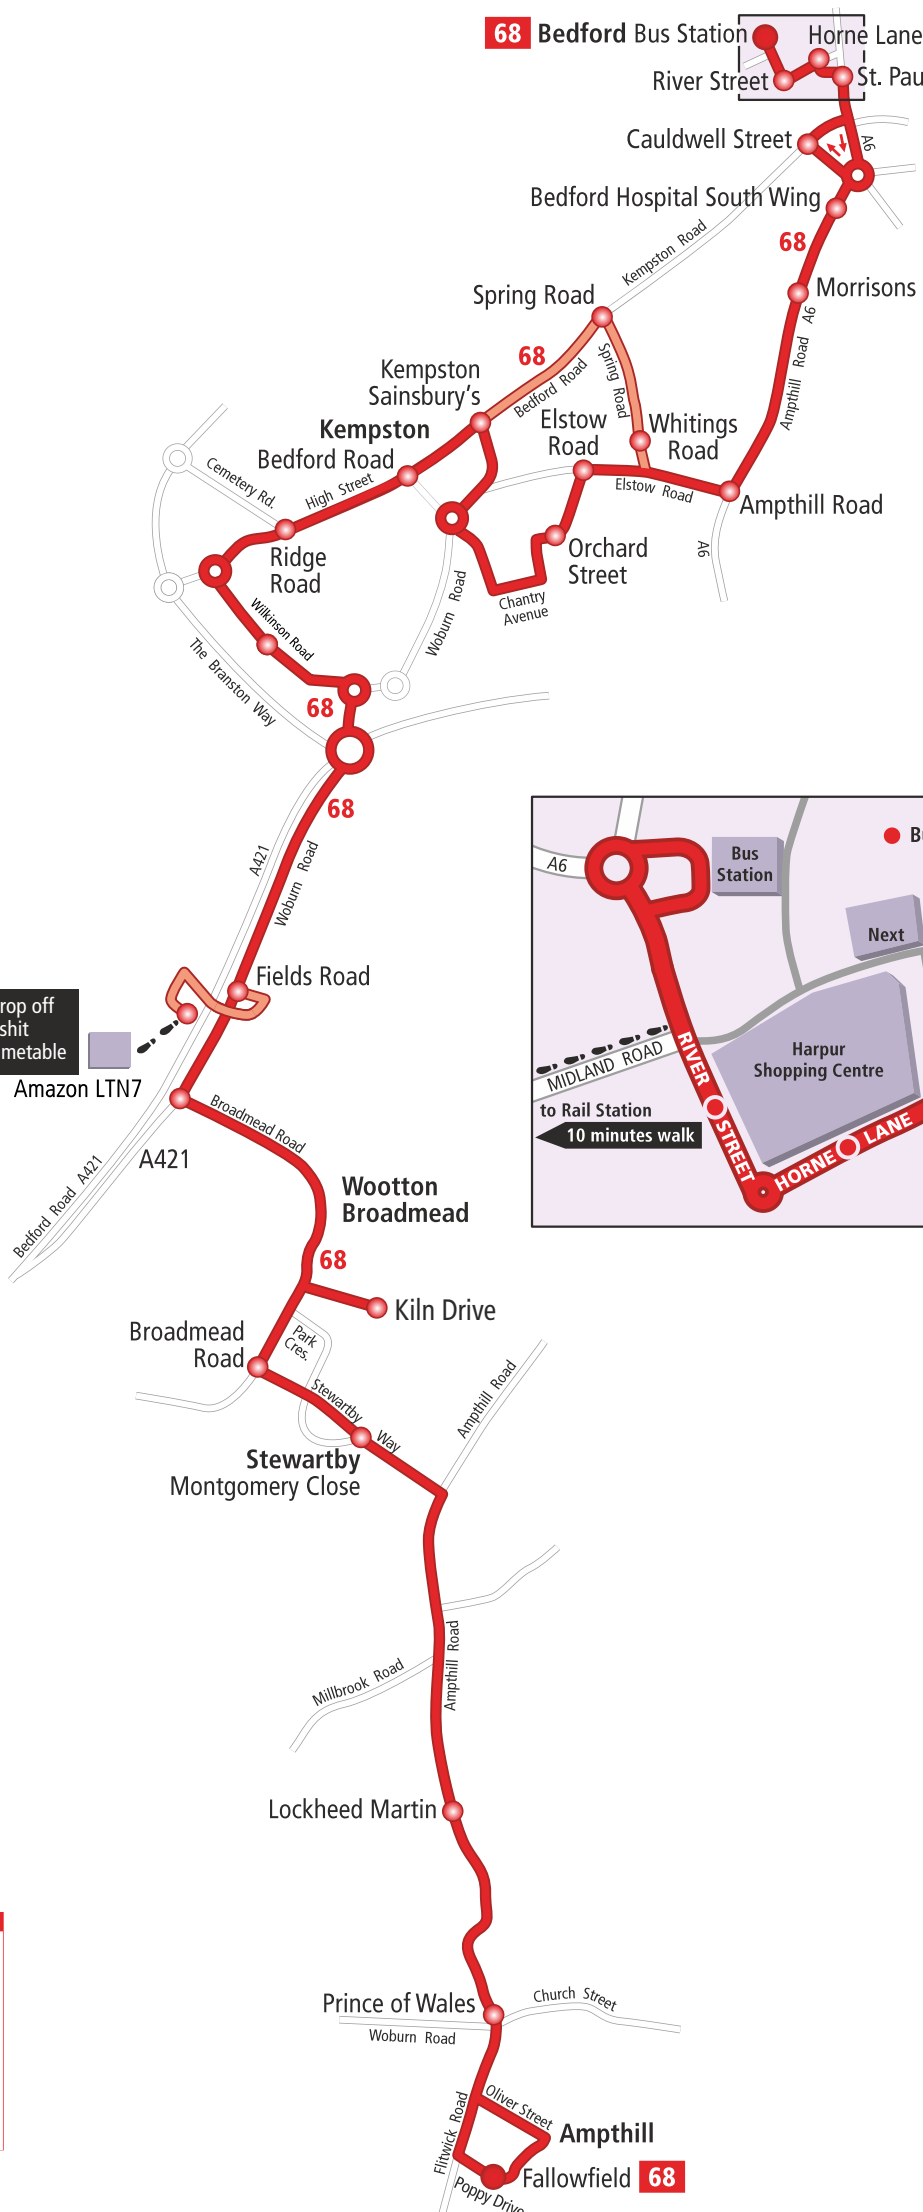 68 Bedford Bus Station
Horne Lane
River Street
St. Pau
Cauldwell Street
A6
Bedford Hospital South Wing
68
Kempston Road
Morrisons
Spring Road
A6
Ampthill Road
68
Spring Road
Bedford Road
Kempston
Sainsbury's
Kempston
Bedford Road
Elstow
Road
Whitings
Road
Cemetery Rd.
High Street
Elstow Road
Ampthill Road
Ridge
Road
Orchard
Street
A6
Chantry
Avenue
Woburn Road
Wilkinson Road
The Branston Way
68
68
A421
Woburn Road
A6
Bus
Station
B
Next
Fields Road
rop off
shit
metable
Amazon LTN7
RIVER STREET
MIDLAND ROAD
Harpur
Shopping Centre
to Rail Station
10 minutes walk
HORNE LANE
Broadmead Road
A421
Bedford Road A421
Wootton
Broadmead
68
Kiln Drive
Broadmead
Road
Park
Cres.
Stewartby Way
Ampthill Road
Stewartby
Montgomery Close
Ampthill Road
Millbrook Road
Lockheed Martin
Prince of Wales
Church Street
Woburn Road
Oliver Street
Flitwick Road
Ampthill
Fallowfield 68
Poppy Drive